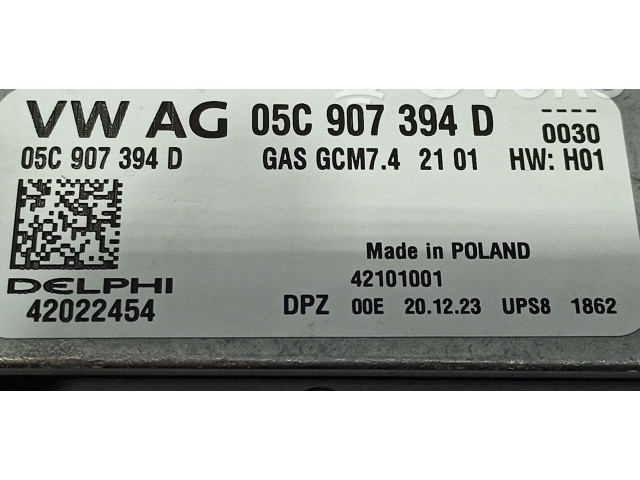 VW AG 05C 907 394 D ----
0030
05C 907 394 D GAS GCM7.4 21 01 HW: H01
Made in POLAND
DELPHI 42101001
42022454 DPZ 00E 20.12.23 UPS8 1862